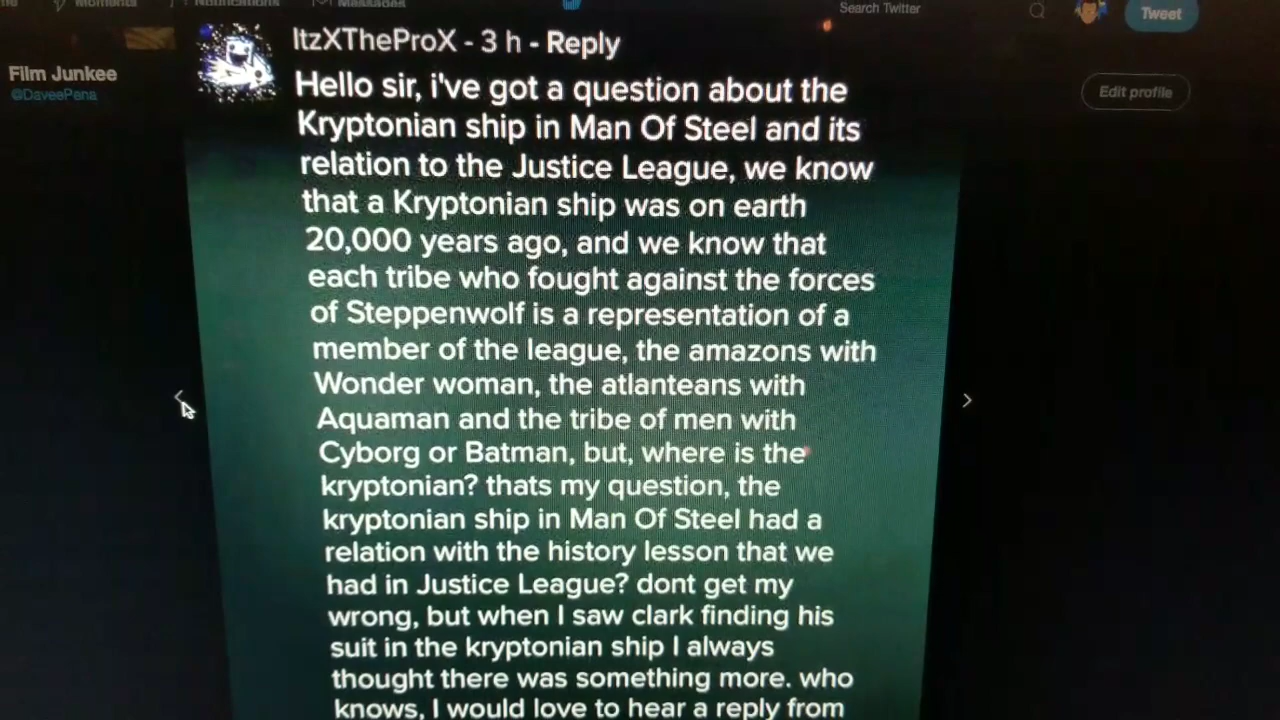 Moments
Notifications
Messages
Search Twitter
Tweet
Film Junkee
@DaveePena
Edit profile
ItzXTheProX - 3 h - Reply
Hello sir, i've got a question about the
Kryptonian ship in Man Of Steel and its
relation to the Justice League, we know
that a Kryptonian ship was on earth
20,000 years ago, and we know that
each tribe who fought against the forces
of Steppenwolf is a representation of a
member of the league, the amazons with
Wonder woman, the atlanteans with
Aquaman and the tribe of men with
Cyborg or Batman, but, where is the
kryptonian? thats my question, the
kryptonian ship in Man Of Steel had a
relation with the history lesson that we
had in Justice League? dont get my
wrong, but when I saw clark finding his
suit in the kryptonian ship I always
thought there was something more. who
knows, I would love to hear a reply from